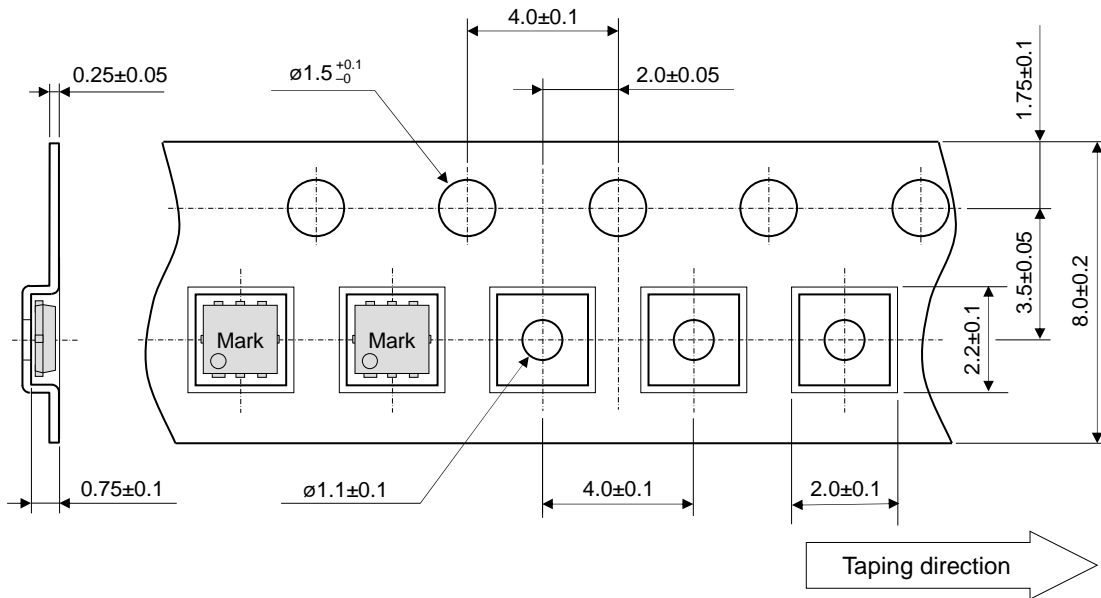 4.0±0.1
0.25±0.05
ø1.5 +0.1 –0
2.0±0.05
1.75±0.1
3.5±0.05
8.0±0.2
2.2±0.1
Mark
Mark
0.75±0.1
ø1.1±0.1
4.0±0.1
2.0±0.1
Taping direction